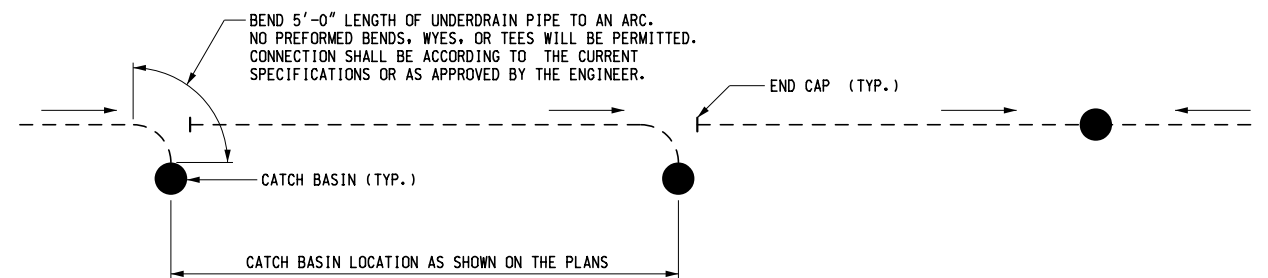 BEND 5'-0" LENGTH OF UNDERDRAIN PIPE TO AN ARC.
NO PREFORMED BENDS, WYES, OR TEES WILL BE PERMITTED.
CONNECTION SHALL BE ACCORDING TO THE CURRENT
SPECIFICATIONS OR AS APPROVED BY THE ENGINEER.
END CAP (TYP.)
CATCH BASIN (TYP.)
CATCH BASIN LOCATION AS SHOWN ON THE PLANS